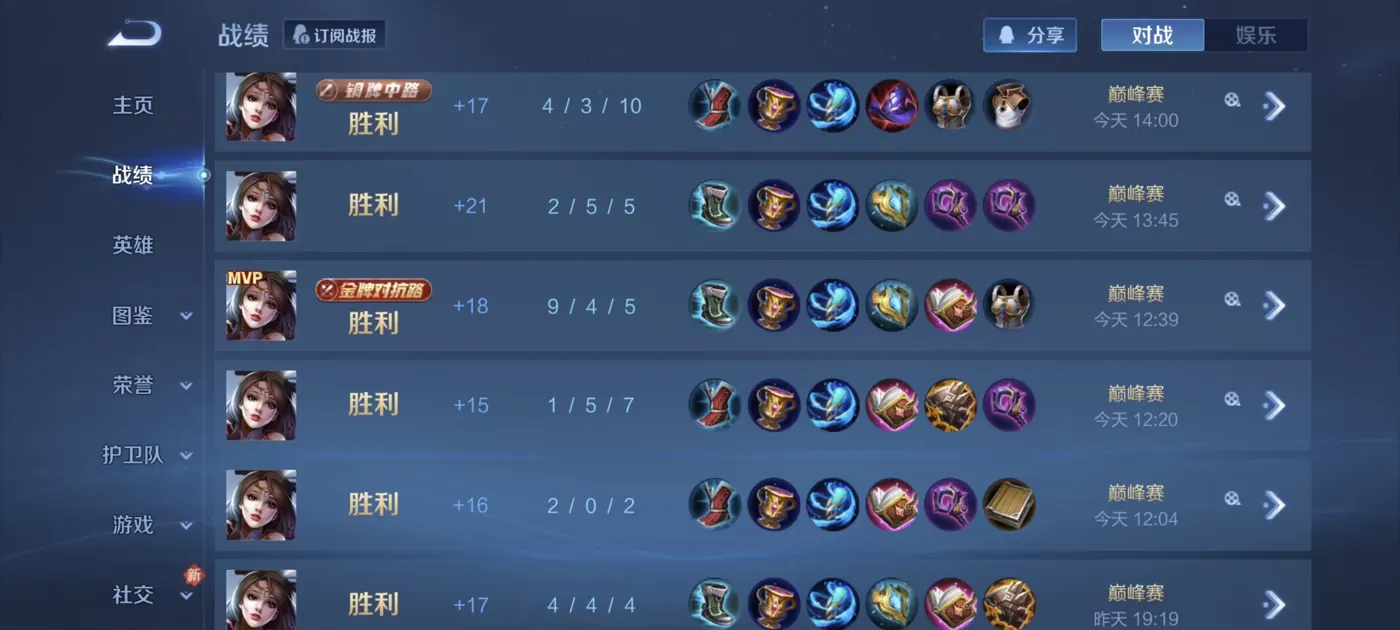 战绩
订阅战报
分享
对战
娱乐
主页
战绩
英雄
图鉴
荣誉
护卫队
游戏
社交
新
铜牌中路
胜利
+17
4 / 3 / 10
巅峰赛
今天 14:00
胜利
+21
2 / 5 / 5
巅峰赛
今天 13:45
MVP
金牌对抗路
胜利
+18
9 / 4 / 5
巅峰赛
今天 12:39
胜利
+15
1 / 5 / 7
巅峰赛
今天 12:20
胜利
+16
2 / 0 / 2
巅峰赛
今天 12:04
胜利
+17
4 / 4 / 4
巅峰赛
昨天 19:19